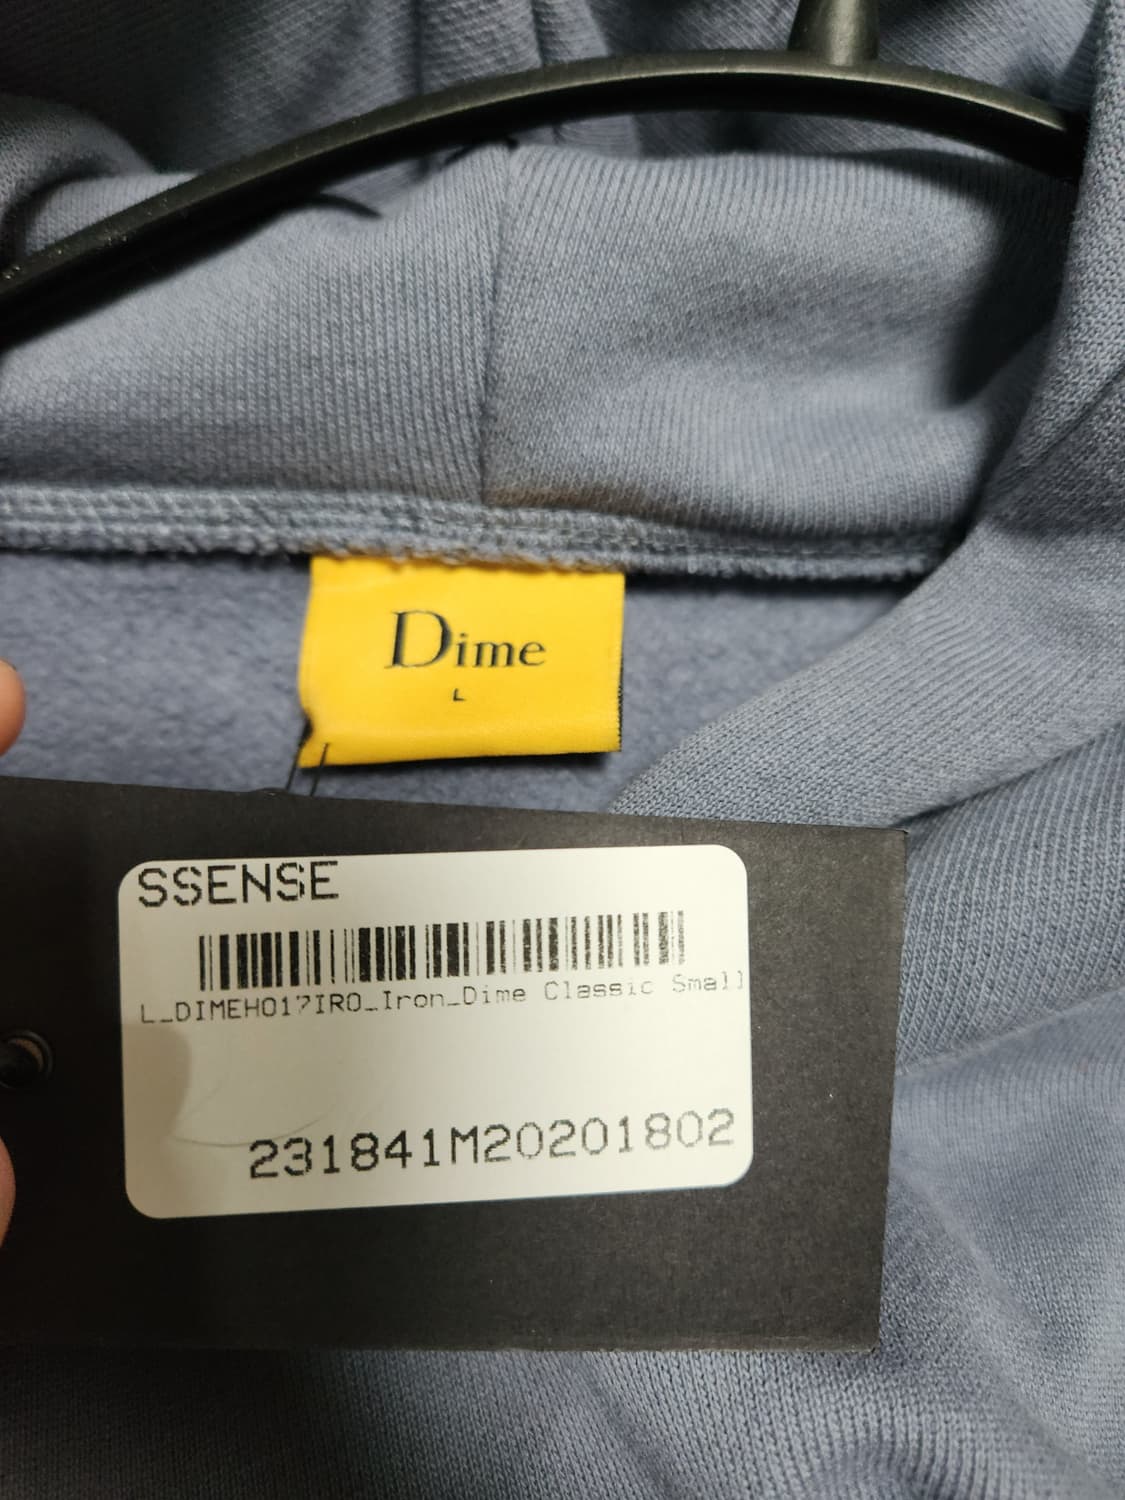 Dime
L
SSENSE
L_DIMEHO17IRO_Iron_Dime Classic Small
231841M20201802